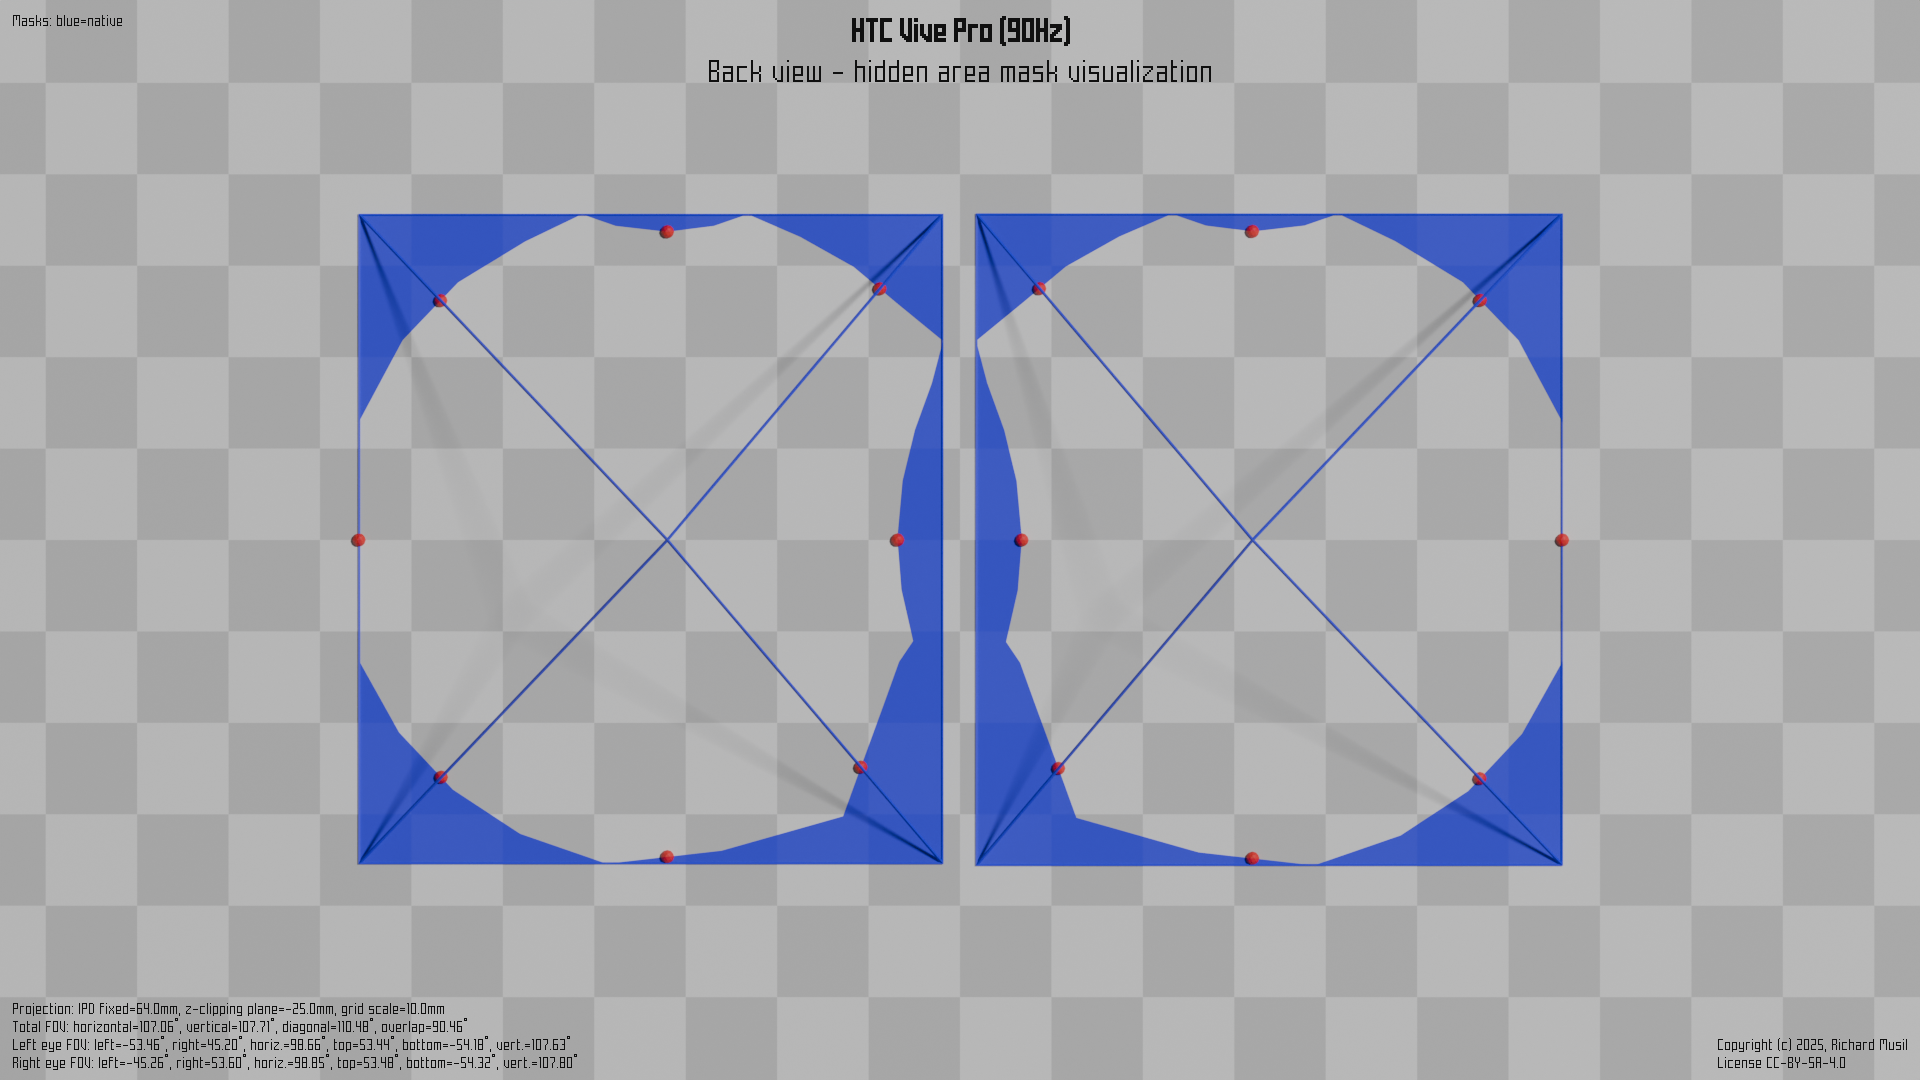 Masks: blue=native
HTC Vive Pro (90Hz)
Back view - hidden area mask visualization
Projection: IPD fixed=64.0mm, z-clipping plane=-25.0mm, grid scale=10.0mm
Total FOV: horizontal=107.06°, vertical=107.71°, diagonal=110.48°, overlap=90.46°
Left eye FOV: left=-53.46°, right=45.20°, horiz.=98.66°, top=53.44°, bottom=-54.18°, vert.=107.63°
Right eye FOV: left=-45.26°, right=53.60°, horiz.=98.85°, top=53.48°, bottom=-54.32°, vert.=107.80°
Copyright (c) 2025, Richard Musil
License CC-BY-SA-4.0